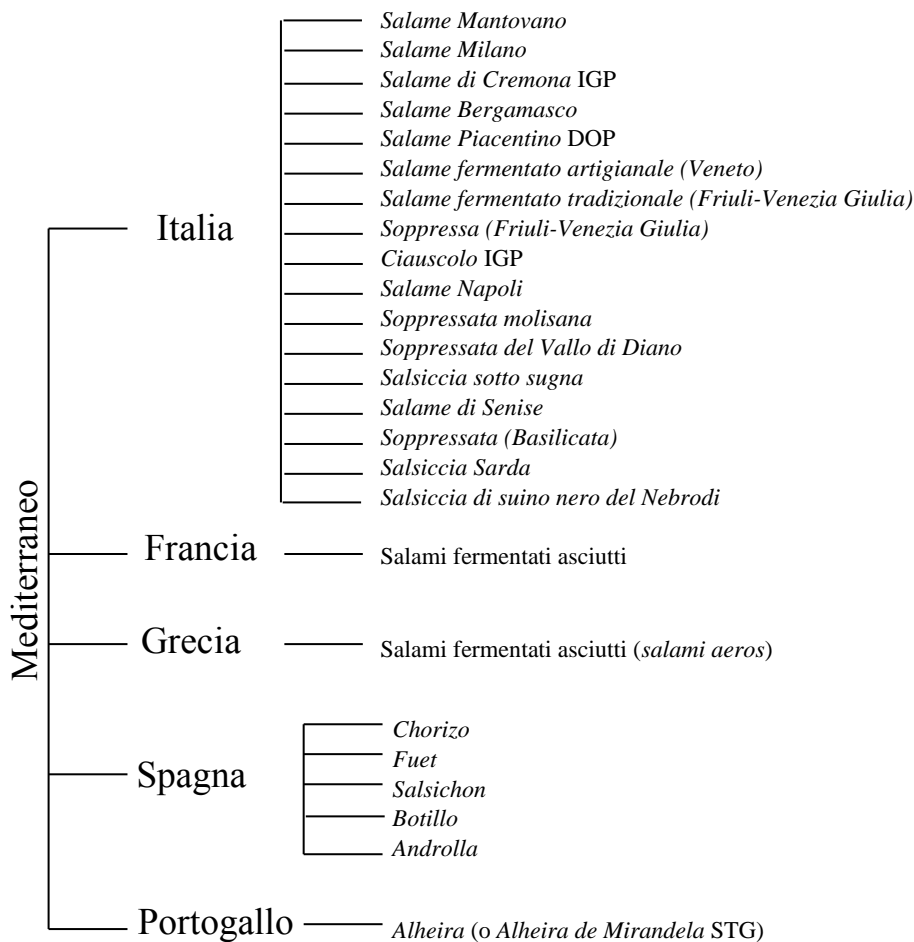 Mediterraneo
Italia
Salame Mantovano
Salame Milano
Salame di Cremona IGP
Salame Bergamasco
Salame Piacentino DOP
Salame fermentato artigianale (Veneto)
Salame fermentato tradizionale (Friuli-Venezia Giulia)
Soppressa (Friuli-Venezia Giulia)
Ciauscolo IGP
Salame Napoli
Soppressata molisana
Soppressata del Vallo di Diano
Salsiccia sotto sugna
Salame di Senise
Soppressata (Basilicata)
Salsiccia Sarda
Salsiccia di suino nero del Nebrodi
Francia
Salami fermentati asciutti
Grecia
Salami fermentati asciutti (salami aeros)
Spagna
Chorizo
Fuet
Salsichon
Botillo
Androlla
Portogallo
Alheira (o Alheira de Mirandela STG)